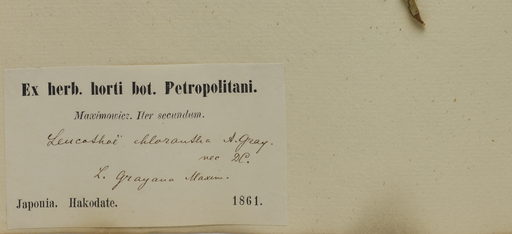 Ex herb. horti bot. Petropolitani.
Maximowicz. Iter secundum.
Leucothoë chlorantha A. Gray.
nec DC.
L. Grayana Maxim.
Japonia. Hakodate. 1861.